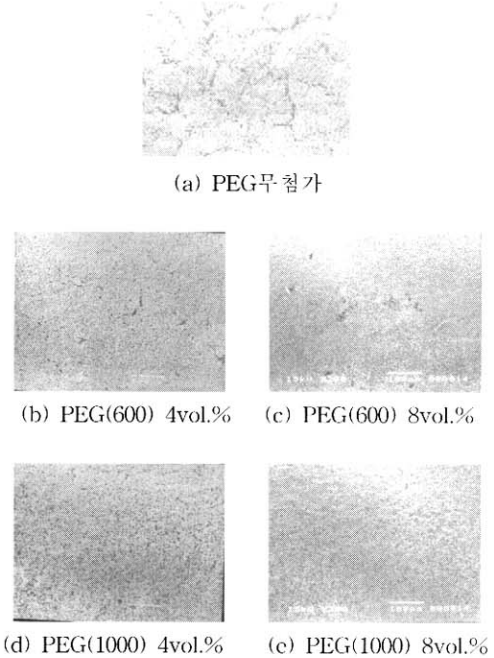 (a) PEG무첨가
(b) PEG(600) 4vol.% (c) PEG(600) 8vol.%
(d) PEG(1000) 4vol.% (e) PEG(1000) 8vol.%